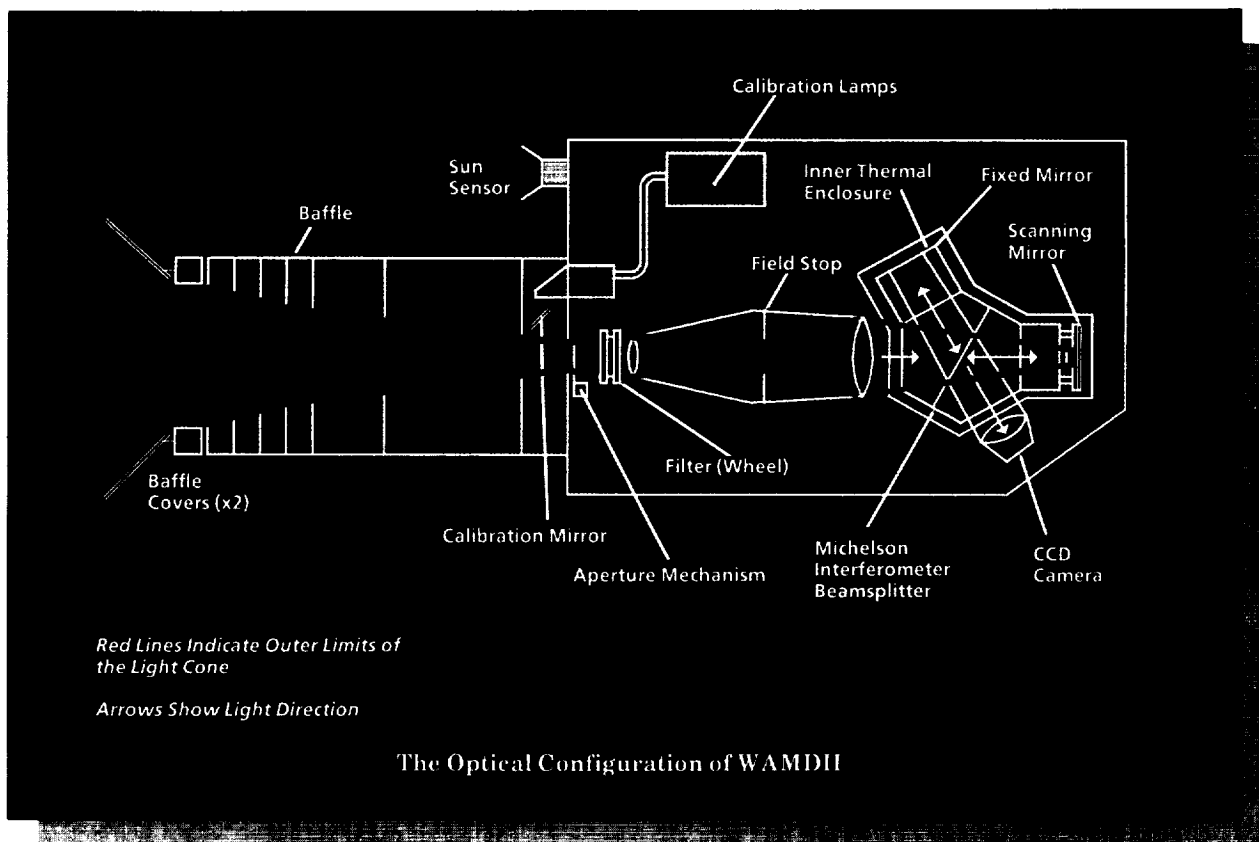 Calibration Lamps
Sun
Sensor
Inner Thermal
Enclosure
Fixed Mirror
Baffle
Scanning
Mirror
Field Stop
Baffle
Covers (x2)
Filter (Wheel)
Calibration Mirror
Aperture Mechanism
Michelson
Interferometer
Beamsplitter
CCD
Camera
Red Lines Indicate Outer Limits of
the Light Cone
Arrows Show Light Direction
The Optical Configuration of WAMDII